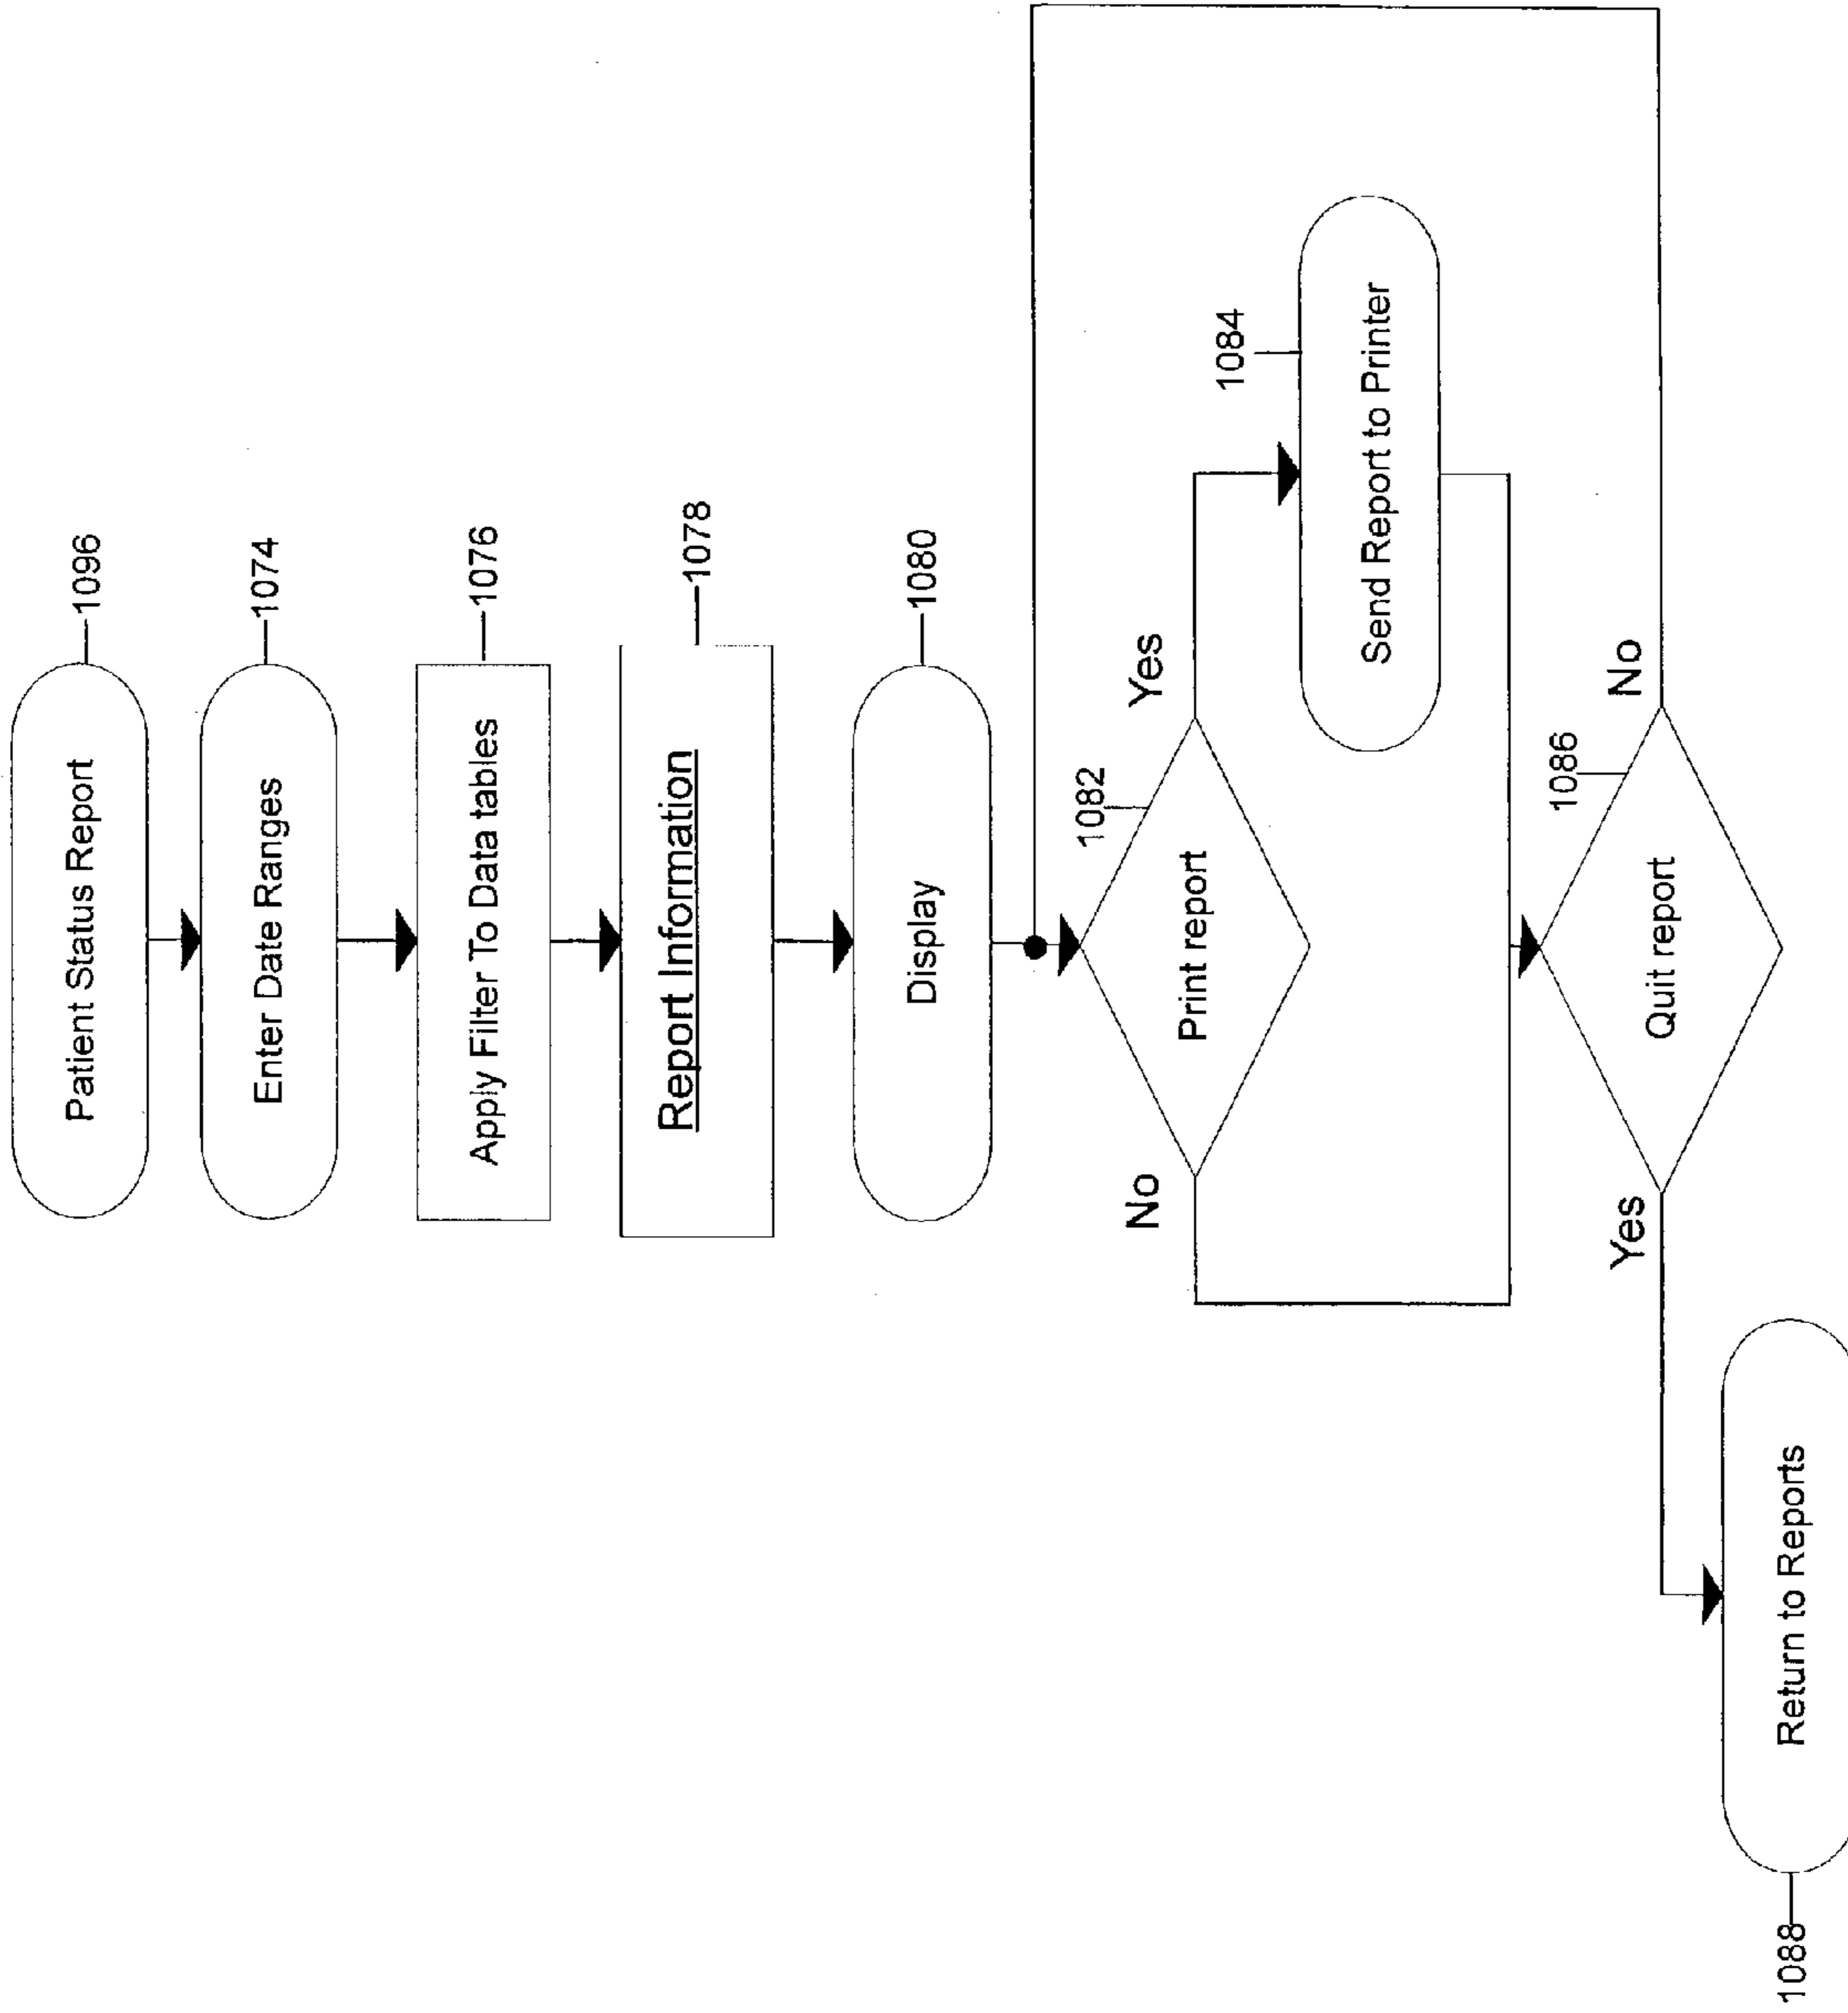 Patient Status Report
1096
Enter Date Ranges
1074
Apply Filter To Data tables
1076
Report Information
1078
Display
1080
1082
Print report
Yes
No
1084
Send Report to Printer
1086
Quit report
No
Yes
Return to Reports
1088